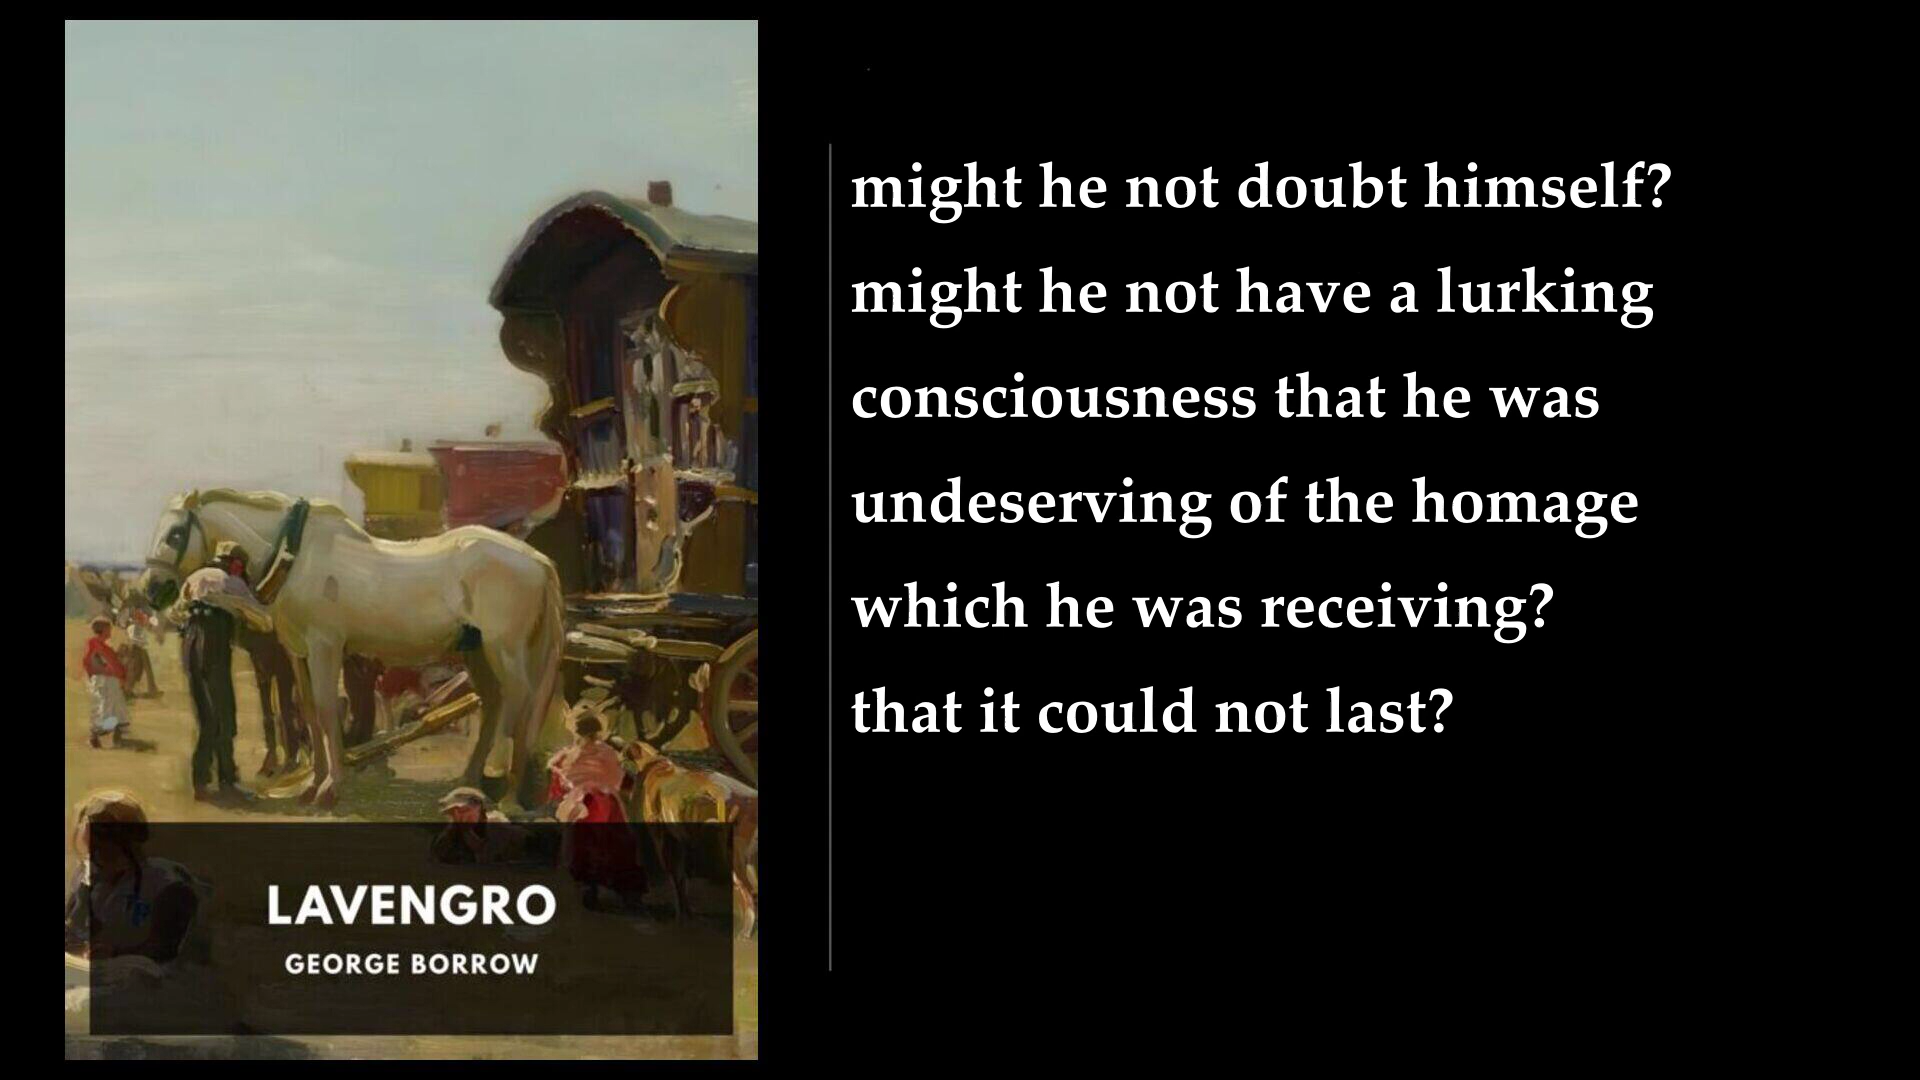 LAVENGRO
GEORGE BORROW
might he not doubt himself?
might he not have a lurking
consciousness that he was
undeserving of the homage
which he was receiving?
that it could not last?